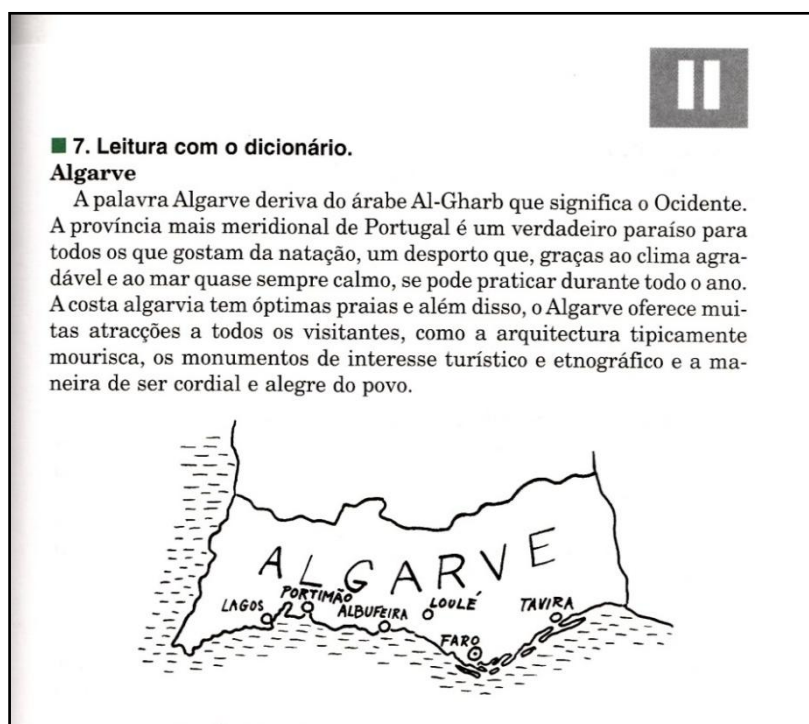 II
7. Leitura com o dicionário.
Algarve
A palavra Algarve deriva do árabe Al-Gharb que significa o Ocidente.
A província mais meridional de Portugal é um verdadeiro paraíso para
todos os que gostam da natação, um desporto que, graças ao clima agra-
dável e ao mar quase sempre calmo, se pode praticar durante todo o ano.
A costa algarvia tem óptimas praias e além disso, o Algarve oferece mui-
tas atracções a todos os visitantes, como a arquitectura tipicamente
mourisca, os monumentos de interesse turístico e etnográfico e a ma-
neira de ser cordial e alegre do povo.
ALGARVE
LAGOS
PORTIMÃO
ALBUFEIRA
LOULÉ
FARO
TAVIRA